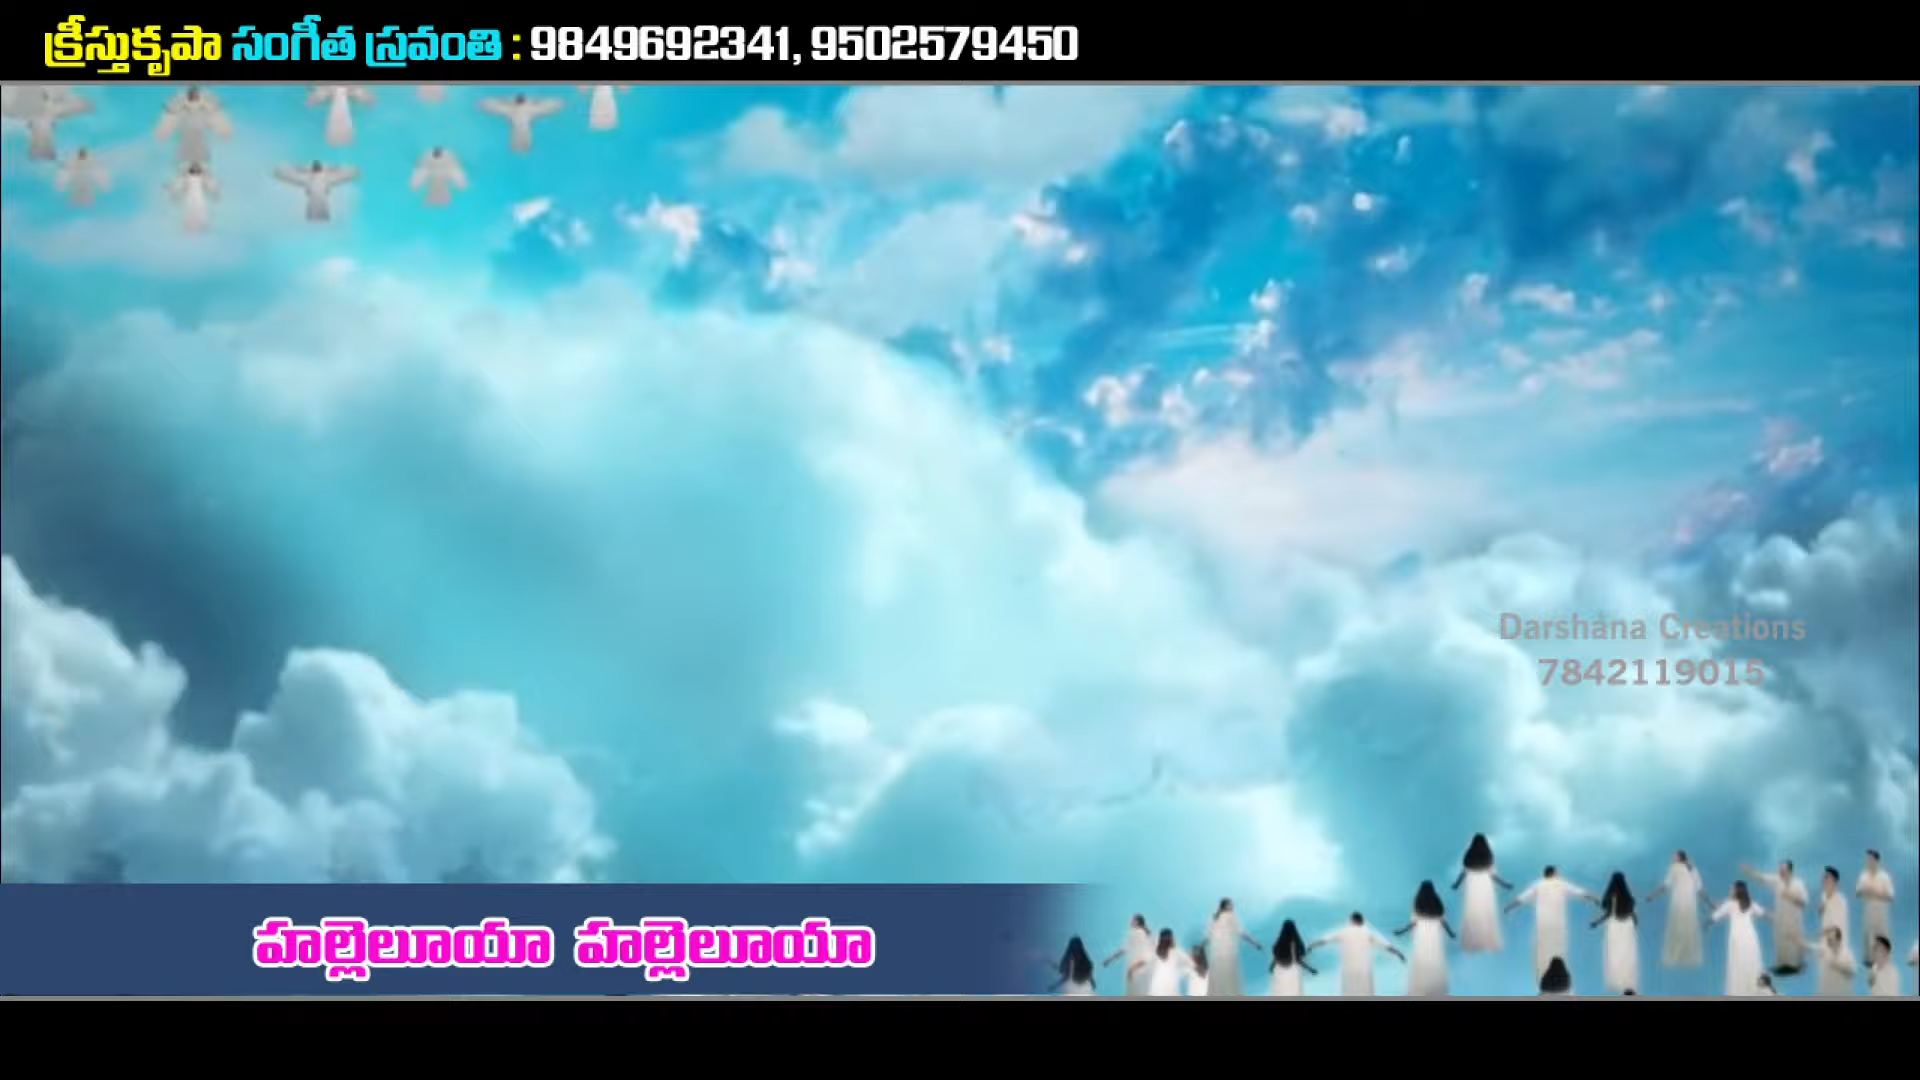 క్రీస్తుకృపా సంగీత స్రవంతి : 9849692341, 9502579450
Darshana Creations
7842119015
హల్లెలూయా హల్లెలూయా